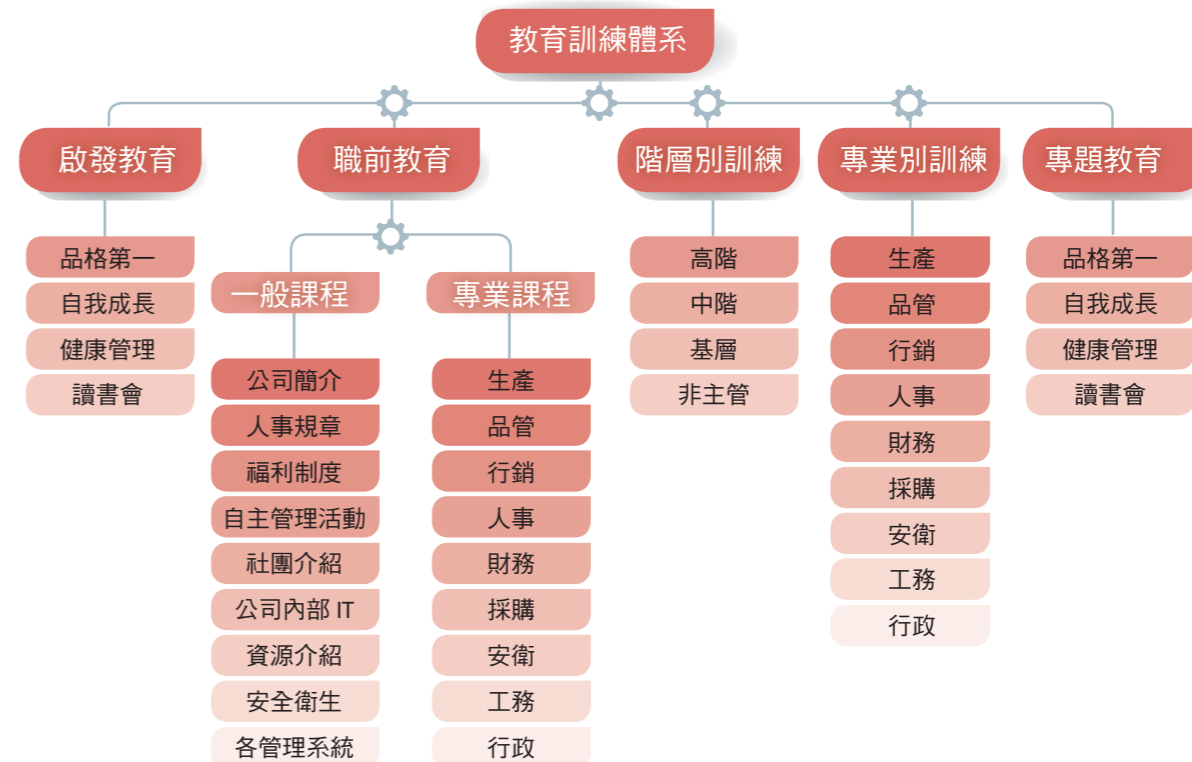 教育訓練體系
啟發教育
職前教育
階層別訓練
專業別訓練
專題教育
品格第一
自我成長
健康管理
讀書會
一般課程
公司簡介
人事規章
福利制度
自主管理活動
社團介紹
公司內部 IT
資源介紹
安全衛生
各管理系統
專業課程
生產
品管
行銷
人事
財務
採購
安衛
工務
行政
高階
中階
基層
非主管
生產
品管
行銷
人事
財務
採購
安衛
工務
行政
品格第一
自我成長
健康管理
讀書會